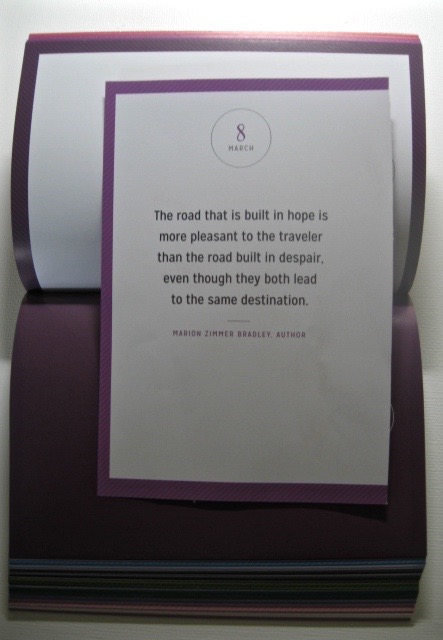 8
MARCH
The road that is built in hope is
more pleasant to the traveler
than the road built in despair,
even though they both lead
to the same destination.
MARION ZIMMER BRADLEY, AUTHOR